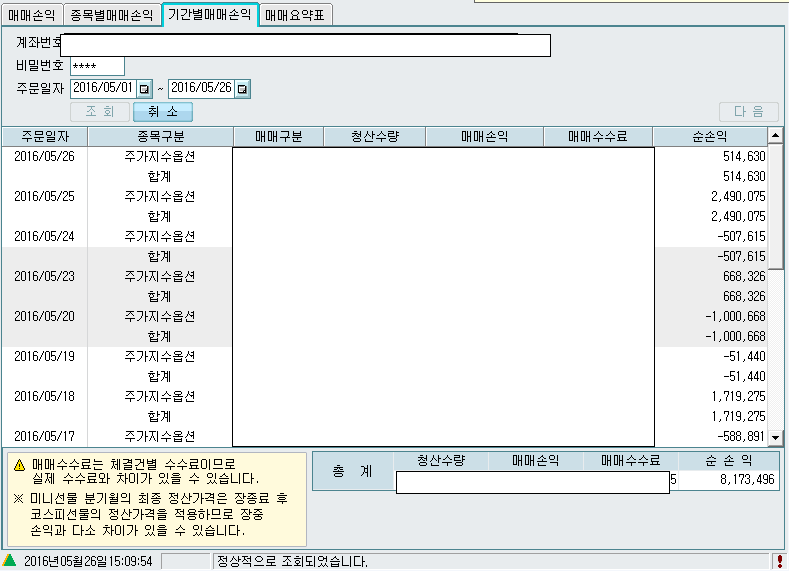 매매손익 종목별매매손익 기간별매매손익 매매요약표
계좌번호
비밀번호 ****
주문일자 2016/05/01 ~ 2016/05/26
조 회 취 소 다 음
주문일자 종목구분 매매구분 청산수량 매매손익 매매수수료 순손익
2016/05/26 주가지수옵션 514,630
합계 514,630
2016/05/25 주가지수옵션 2,490,075
합계 2,490,075
2016/05/24 주가지수옵션 -507,615
합계 -507,615
2016/05/23 주가지수옵션 668,326
합계 668,326
2016/05/20 주가지수옵션 -1,000,668
합계 -1,000,668
2016/05/19 주가지수옵션 -51,440
합계 -51,440
2016/05/18 주가지수옵션 1,719,275
합계 1,719,275
2016/05/17 주가지수옵션 -588,891
매매수수료는 체결건별 수수료이므로
실제 수수료와 차이가 있을 수 있습니다.
※ 미니선물 분기월의 최종 정산가격은 장종료 후
코스피선물의 정산가격을 적용하므로 장중
손익과 다소 차이가 있을 수 있습니다.
총 계 청산수량 매매손익 매매수수료 순 손 익
5 8,173,496
2016년05월26일15:09:54 정상적으로 조회되었습니다.